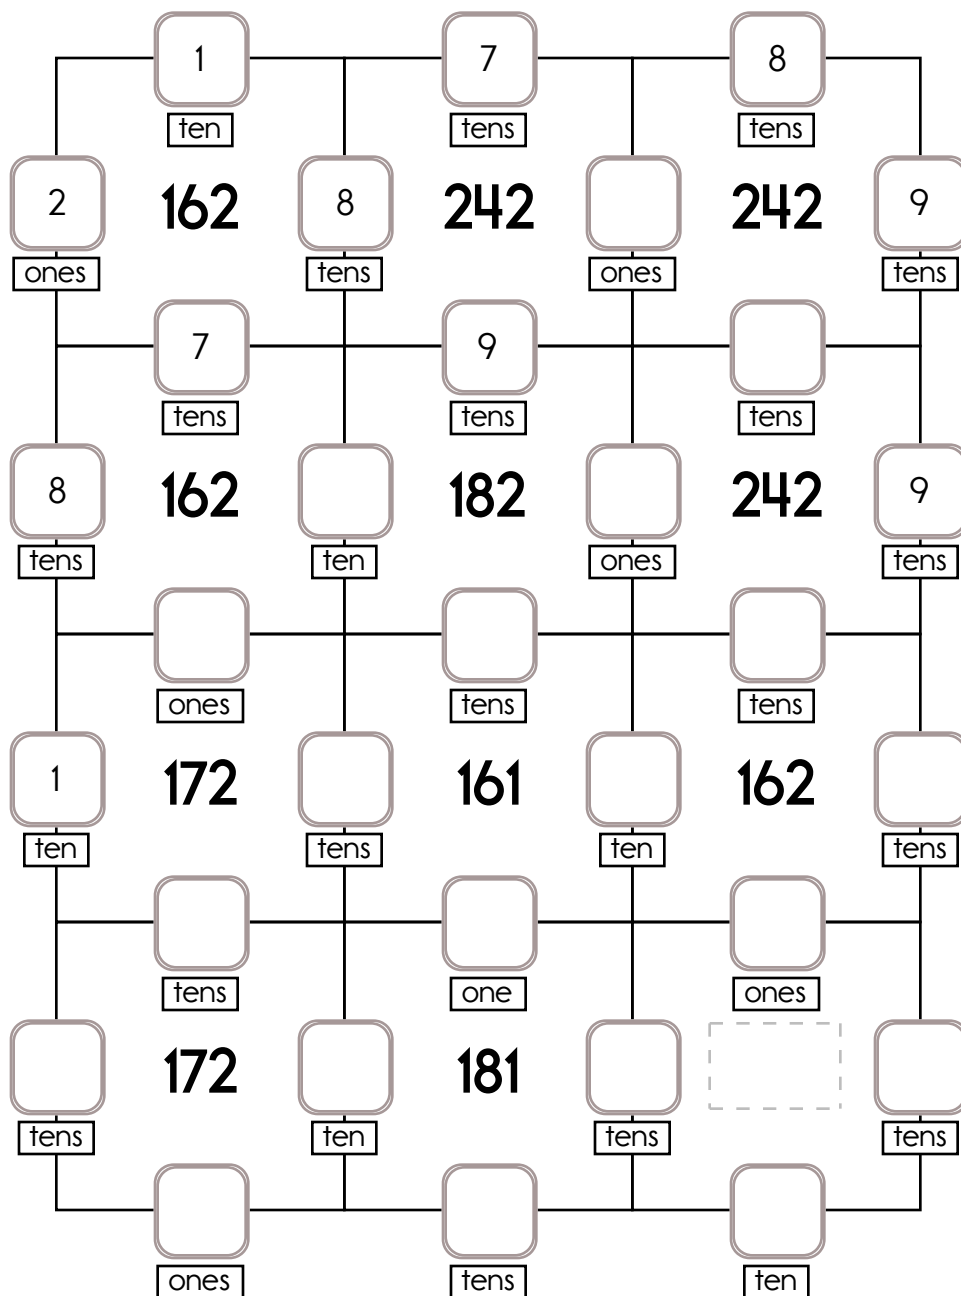 1 7 8
ten tens tens
2 162 8 242 242 9
ones tens ones tens
7 9
tens tens tens
8 162 182 242 9
tens ten ones tens
ones tens tens
1 172 161 162
ten tens ten tens
tens one ones
172 181
tens ten tens tens
ones tens ten